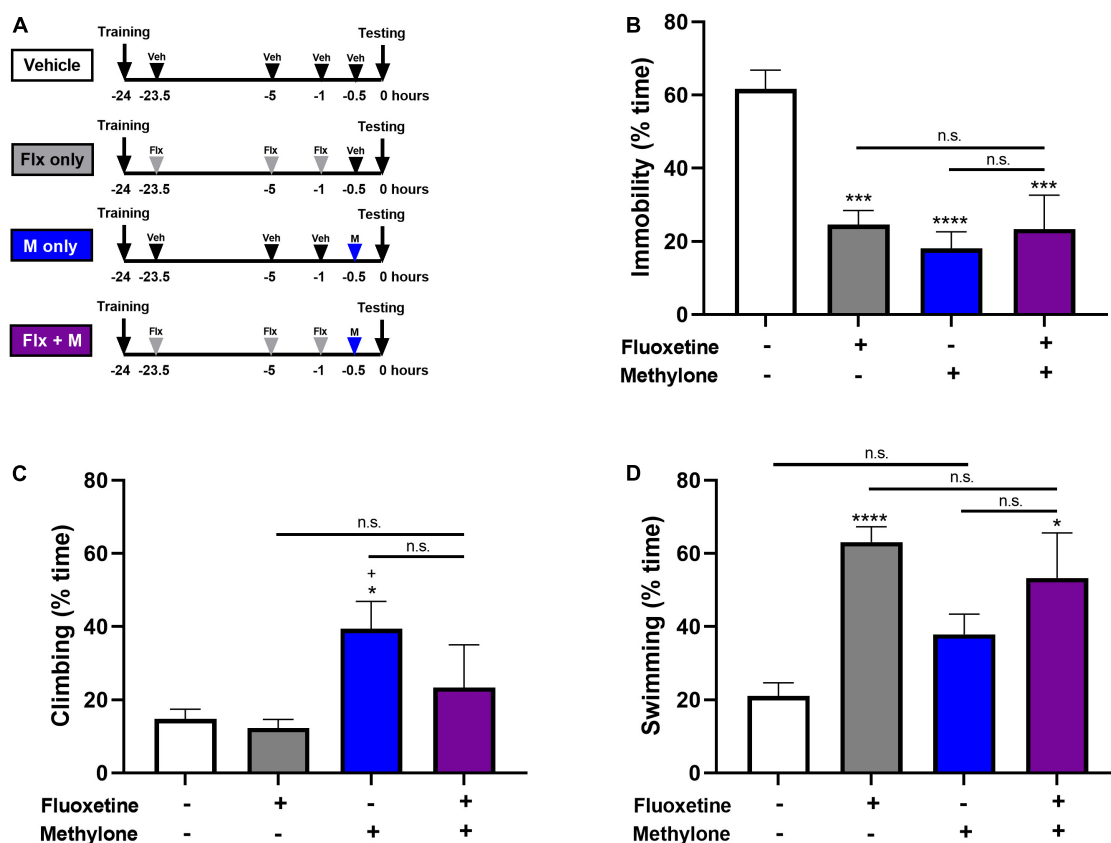 A
Training Testing
Vehicle
Veh Veh Veh Veh
-24 -23.5 -5 -1 -0.5 0 hours
Training Testing
Flx only
Flx Flx Flx Veh
-24 -23.5 -5 -1 -0.5 0 hours
Training Testing
M only
Veh Veh Veh M
-24 -23.5 -5 -1 -0.5 0 hours
Training Testing
Flx + M
Flx Flx Flx M
-24 -23.5 -5 -1 -0.5 0 hours
B
Immobility (% time)
80
60
40
20
0
n.s.
n.s.
*** **** ***
Fluoxetine - + - +
Methylone - - + +
C
Climbing (% time)
80
60
40
20
0
n.s.
n.s.
+
*
Fluoxetine - + - +
Methylone - - + +
D
Swimming (% time)
80
60
40
20
0
n.s.
n.s.
n.s.
**** *
Fluoxetine - + - +
Methylone - - + +